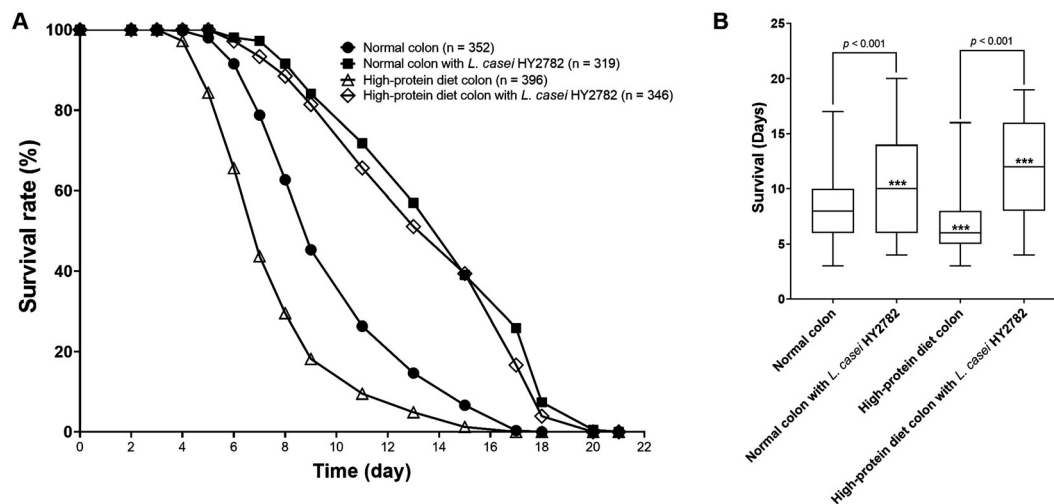 A
Survival rate (%)
100
80
60
40
20
0
0 2 4 6 8 10 12 14 16 18 20 22
Time (day)
Normal colon (n = 352)
Normal colon with L. casei HY2782 (n = 319)
High-protein diet colon (n = 396)
High-protein diet colon with L. casei HY2782 (n = 346)
B
p < 0.001
p < 0.001
Survival (Days)
25
20
15
10
5
0
***
***
***
Normal colon
Normal colon with L. casei HY2782
High-protein diet colon
High-protein diet colon with L. casei HY2782